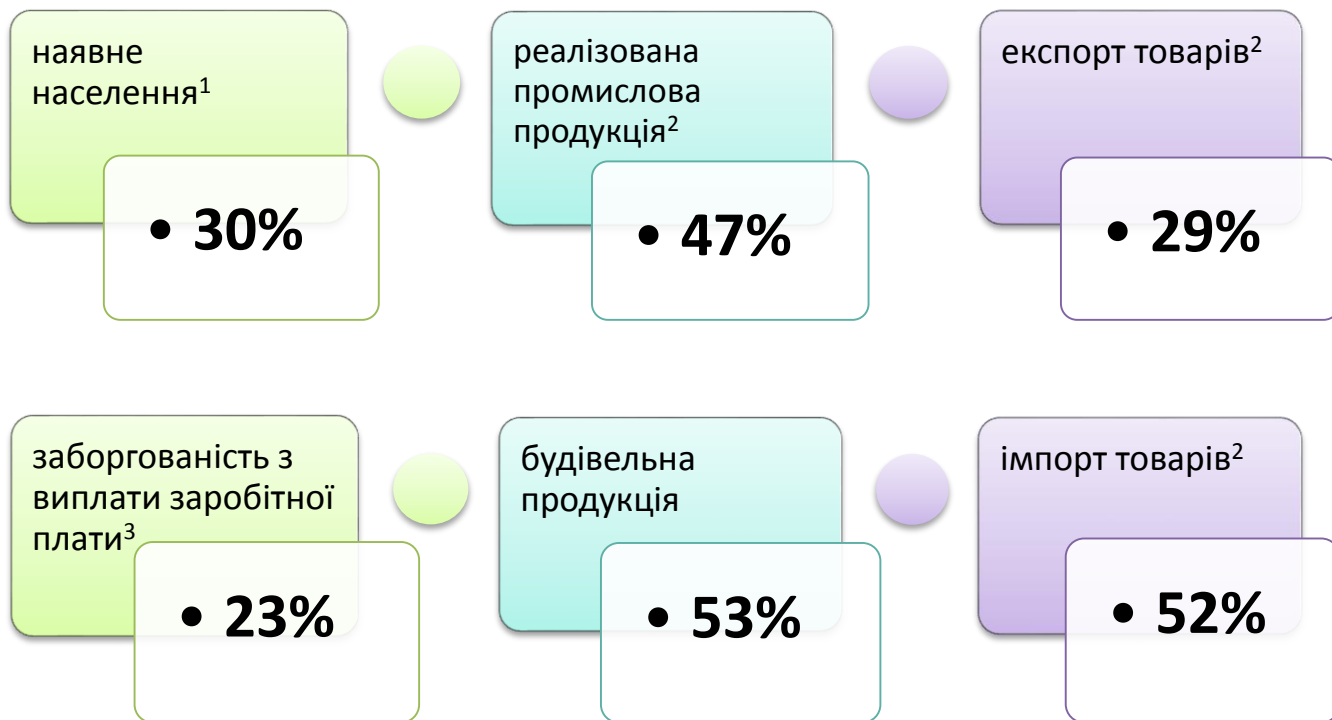 наявне
населення¹
• 30%
реалізована
промислова
продукція²
• 47%
експорт товарів²
• 29%
заборгованість з
виплати заробітної
плати³
• 23%
будівельна
продукція
• 53%
імпорт товарів²
• 52%